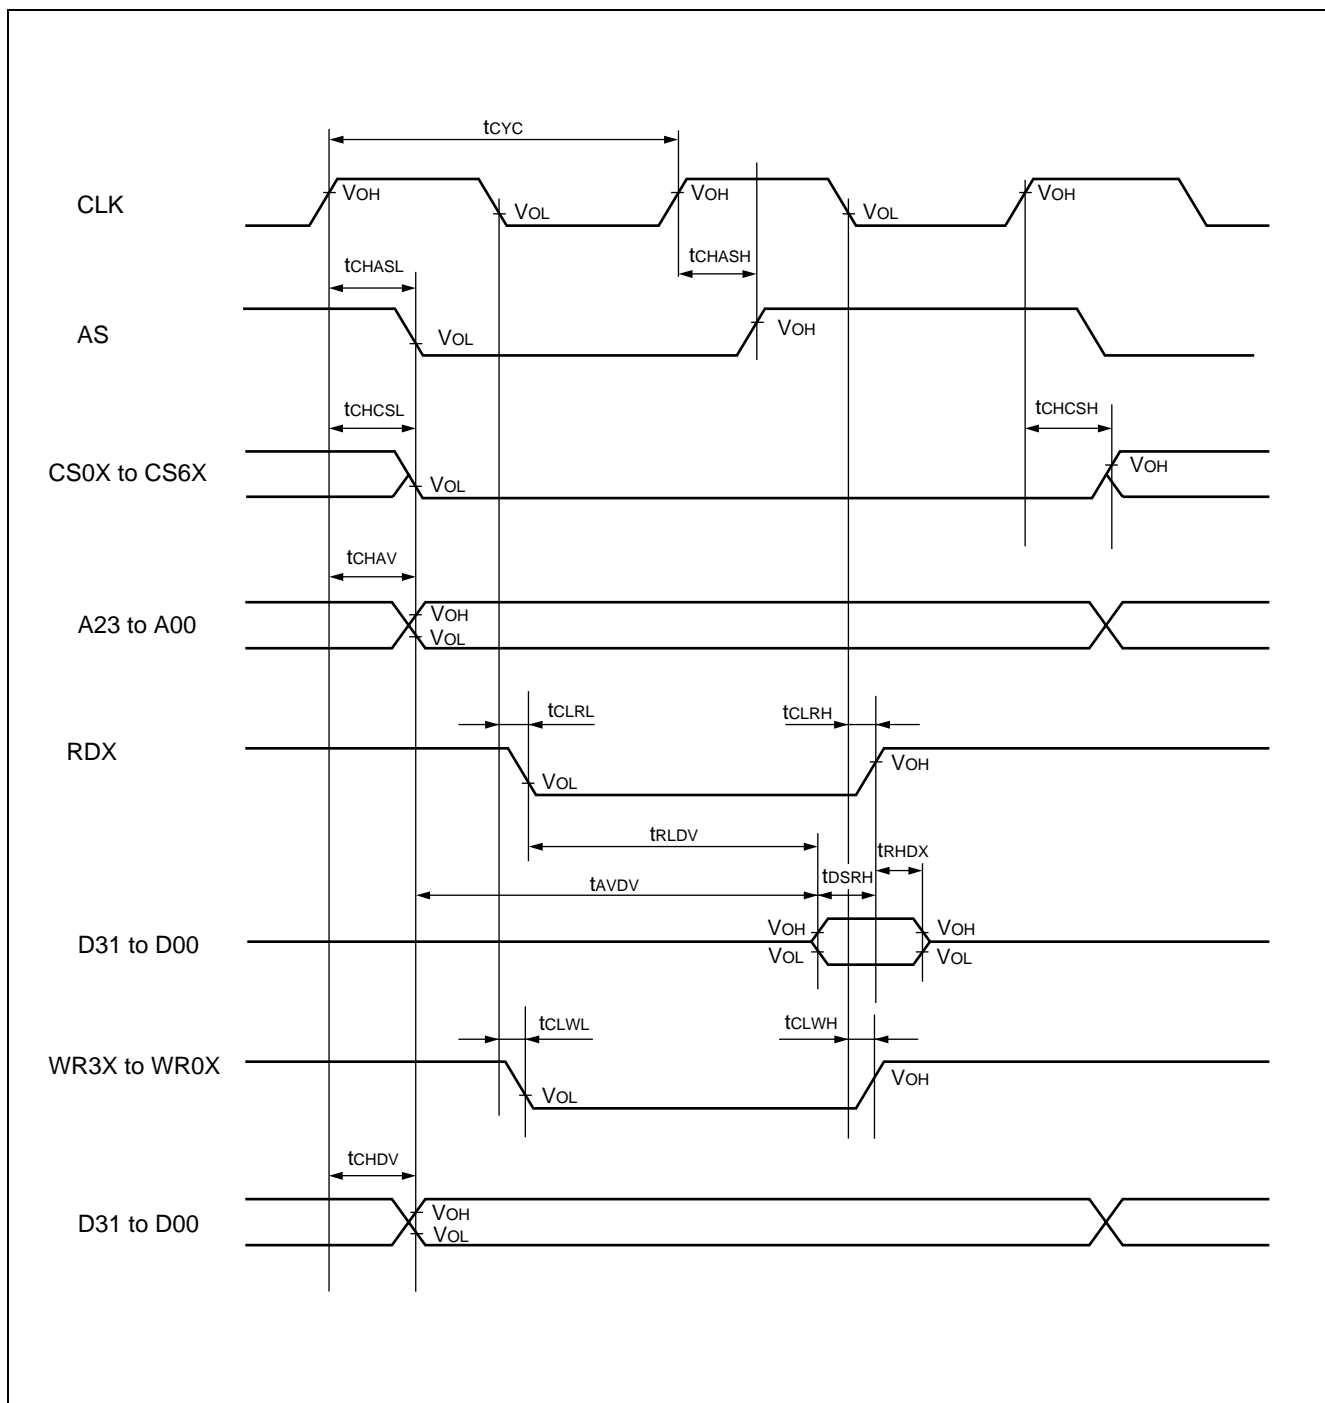 tCYC
CLK
VOH
VOL
VOH
VOL
VOH
tCHASL
tCHASH
AS
VOL
VOH
tCHCSL
tCHCSH
CS0X to CS6X
VOL
VOH
tCHAV
A23 to A00
VOH
VOL
tCLRL
tCLRH
RDX
VOL
VOH
tRLDV
tRHDX
tAVDV
tDSRH
D31 to D00
VOH
VOL
VOH
VOL
tCLWL
tCLWH
WR3X to WR0X
VOL
VOH
tCHDV
D31 to D00
VOH
VOL